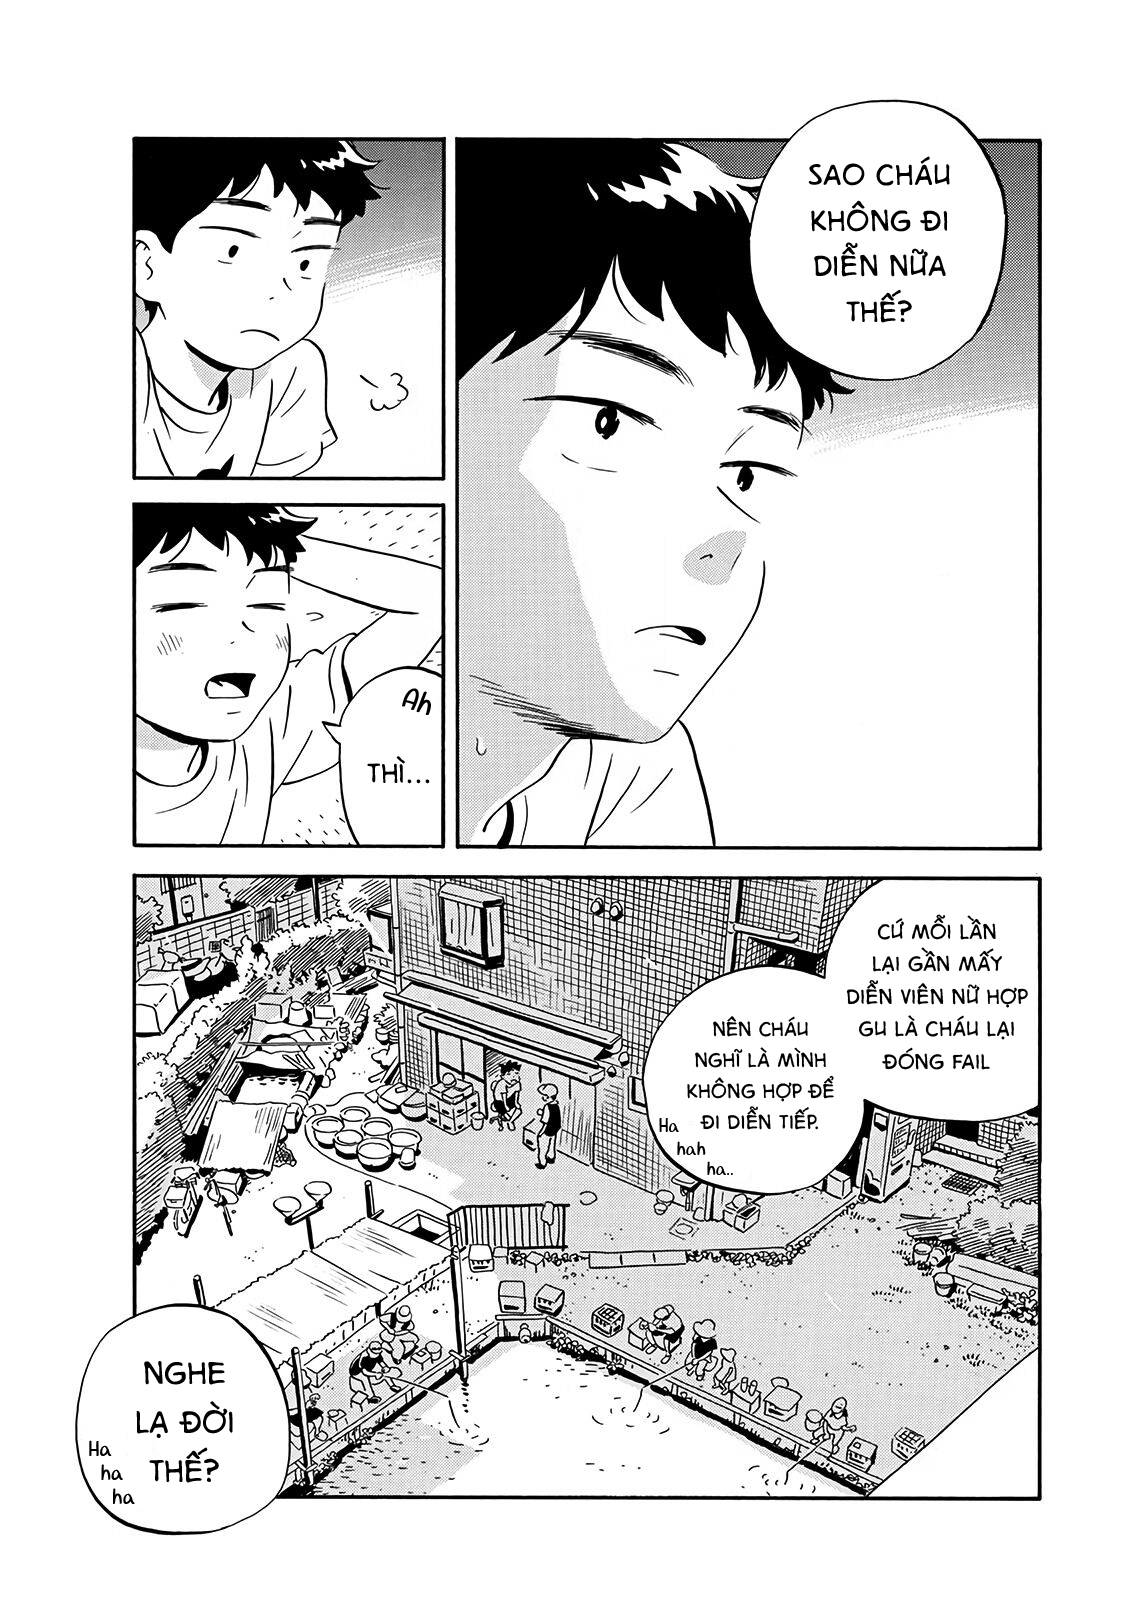 SAO CHÁU
KHÔNG ĐI
DIỄN NỮA
THẾ?
Ah
THÌ...
CỨ MỖI LẦN
LẠI GẦN MẤY
DIỄN VIÊN NỮ HỢP
GU LÀ CHÁU LẠI
ĐÓNG FAIL
NÊN CHÁU
NGHĨ LÀ MÌNH
KHÔNG HỢP ĐỂ
ĐI DIỄN TIẾP.
Ha
hah
ha..
NGHE
LẠ ĐỜI
THẾ?
Ha
ha
ha